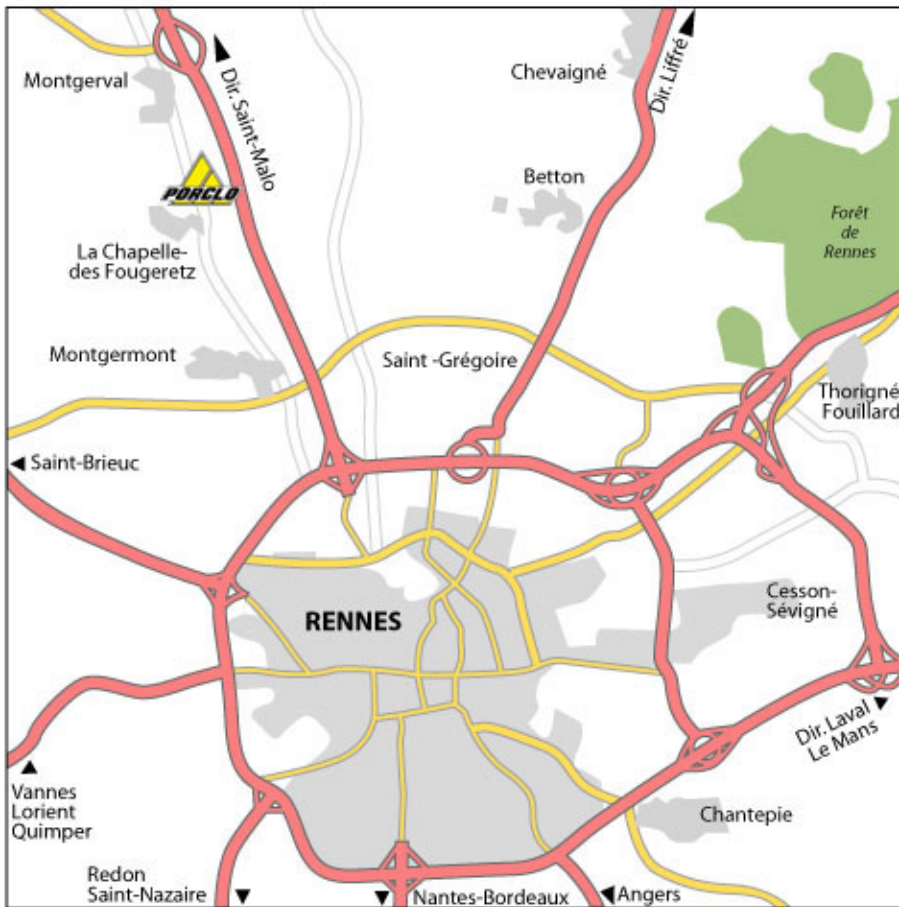 Montgerval
Dir. Saint-Malo
Chevaigné
Dir. Liffré
PORCLO
Betton
La Chapelle-
des Fougeretz
Forêt
de
Rennes
Montgermont
Saint -Grégoire
Thorigné
Fouillard
Saint-Brieuc
RENNES
Cesson-
Sévigné
Dir. Laval
Le Mans
Vannes
Lorient
Quimper
Chantepie
Redon
Saint-Nazaire
Nantes-Bordeaux
Angers